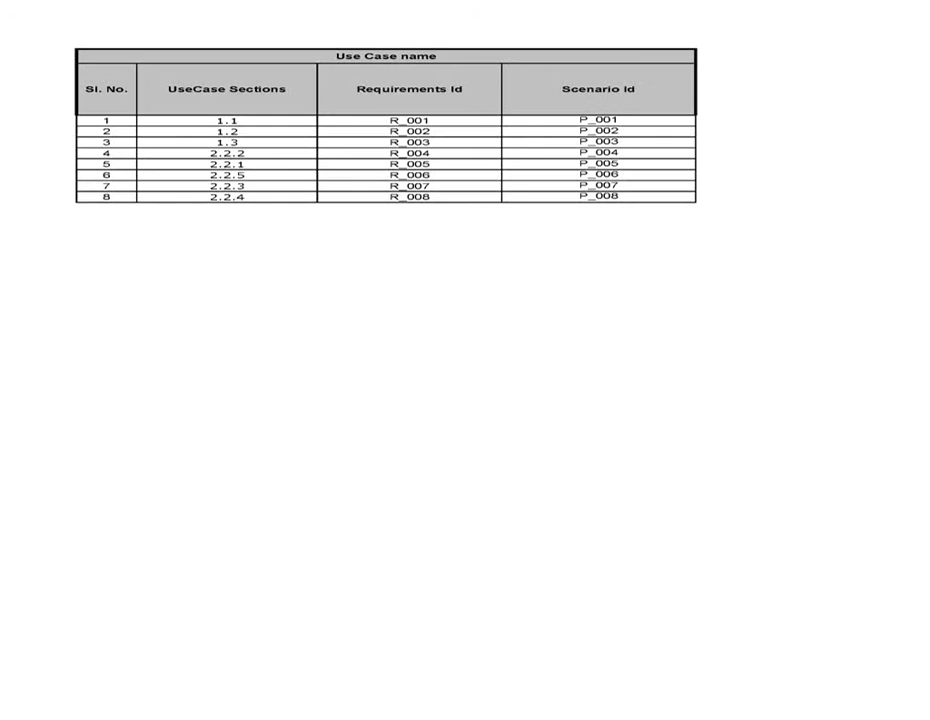 Use Case name
Sl. No. UseCase Sections Requirements Id Scenario Id
1 1.1 R_001 P_001
2 1.2 R_002 P_002
3 1.3 R_003 P_003
4 2.2.2 R_004 P_004
5 2.2.1 R_005 P_005
6 2.2.5 R_006 P_006
7 2.2.3 R_007 P_007
8 2.2.4 R_008 P_008